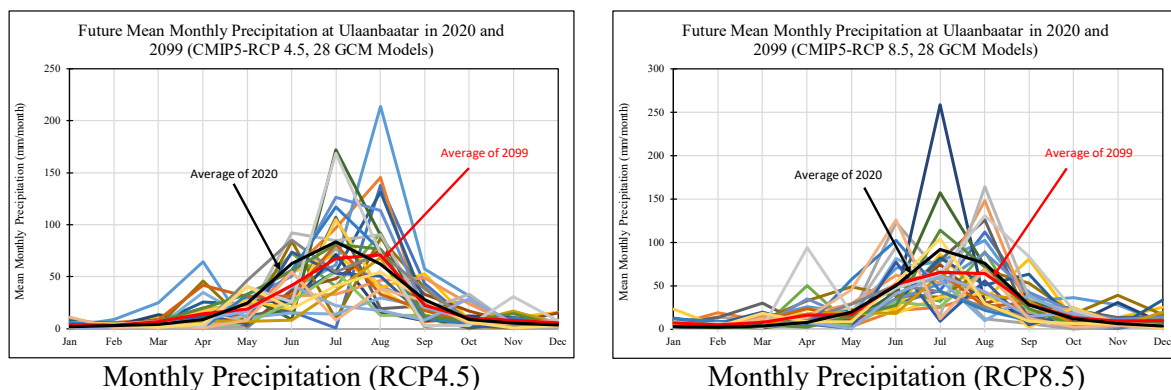 Future Mean Monthly Precipitation at Ulaanbaatar in 2020 and
2099 (CMIP5-RCP 4.5, 28 GCM Models)
Mean Monthly Precipitation (mm/month)
250
200
150
100
50
0
Average of 2020
Average of 2099
Jan Feb Mar Apr May Jun Jul Aug Sep Oct Nov Dec
Monthly Precipitation (RCP4.5)
Future Mean Monthly Precipitation at Ulaanbaatar in 2020 and
2099 (CMIP5-RCP 8.5, 28 GCM Models)
Mean Monthly Precipitation (mm/month)
300
250
200
150
100
50
0
Average of 2020
Average of 2099
Jan Feb Mar Apr May Jun Jul Aug Sep Oct Nov Dec
Monthly Precipitation (RCP8.5)